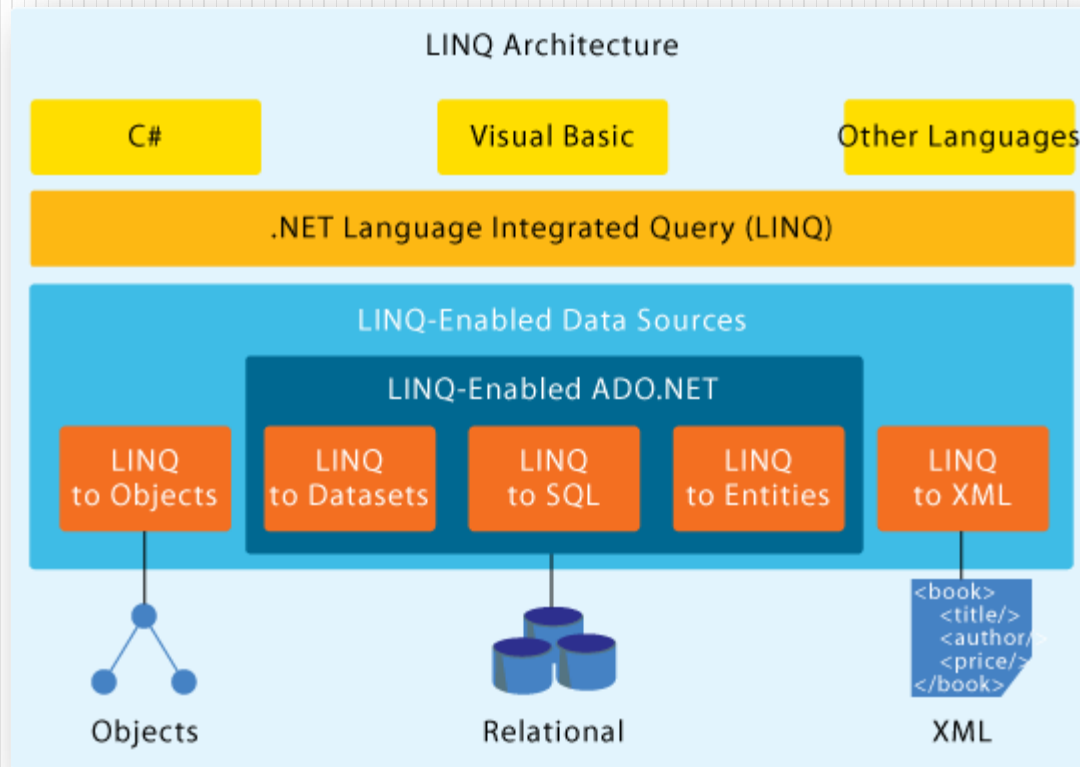 LINQ Architecture
C#
Visual Basic
Other Languages
.NET Language Integrated Query (LINQ)
LINQ-Enabled Data Sources
LINQ-Enabled ADO.NET
LINQ
to Objects
LINQ
to Datasets
LINQ
to SQL
LINQ
to Entities
LINQ
to XML
<book>
<title/>
<author/>
<price/>
</book>
Objects
Relational
XML